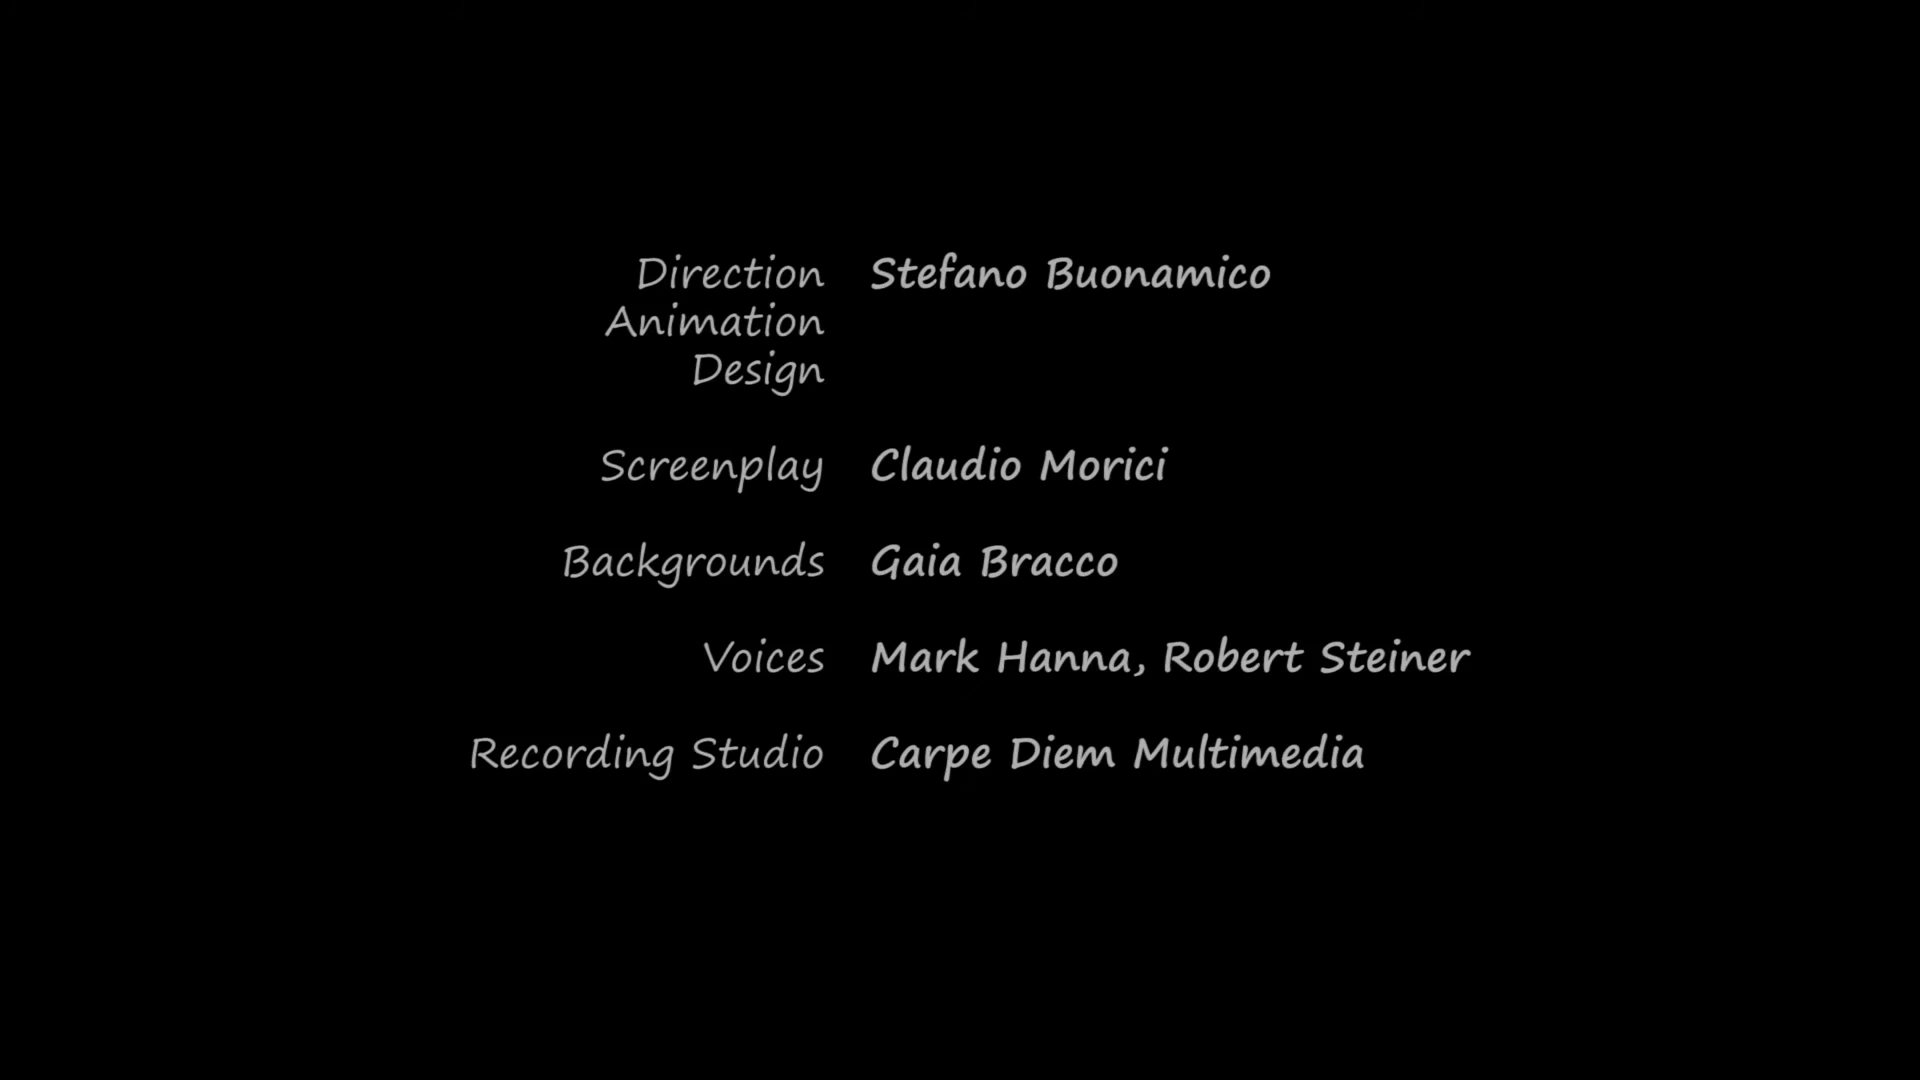 Direction Stefano Buonamico
Animation
Design
Screenplay Claudio Morici
Backgrounds Gaia Bracco
Voices Mark Hanna, Robert Steiner
Recording Studio Carpe Diem Multimedia